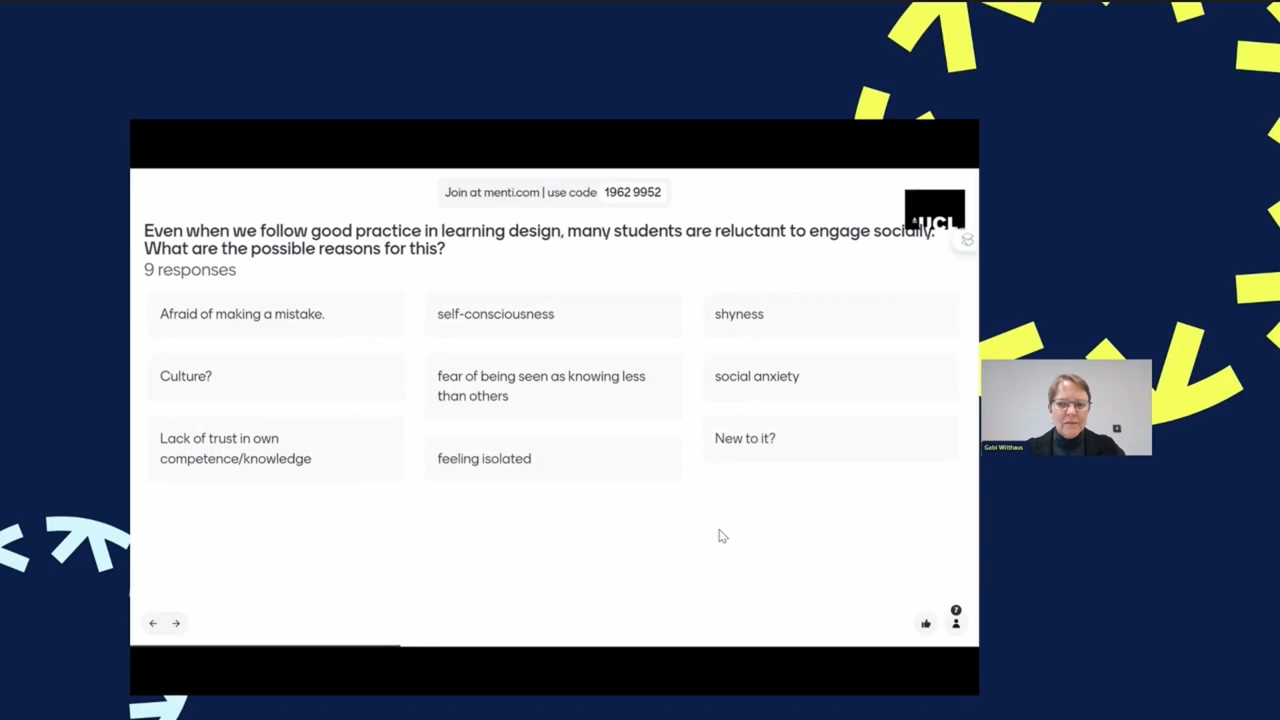 Join at menti.com | use code 1962 9952
UCL
Even when we follow good practice in learning design, many students are reluctant to engage socially.
What are the possible reasons for this?
9 responses
Afraid of making a mistake.
self-consciousness
shyness
Culture?
fear of being seen as knowing less
than others
social anxiety
Lack of trust in own
competence/knowledge
feeling isolated
New to it?
7
Gabi Witthaus